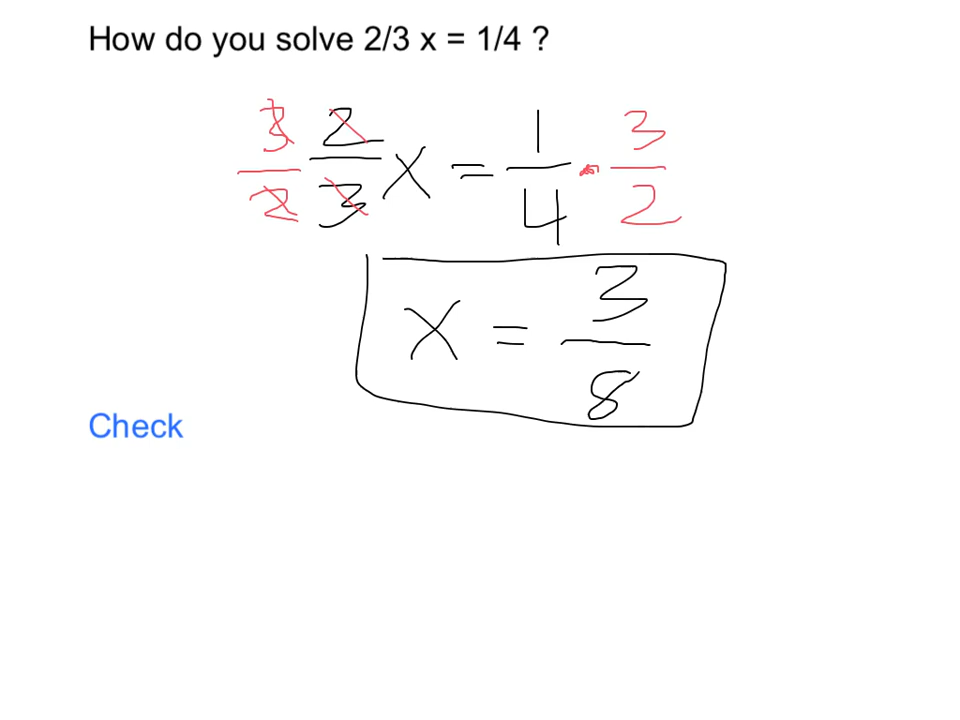 How do you solve 2/3 x = 1/4 ?
3/2 2/3 x = 1/4 · 3/2
x = 3/8
Check